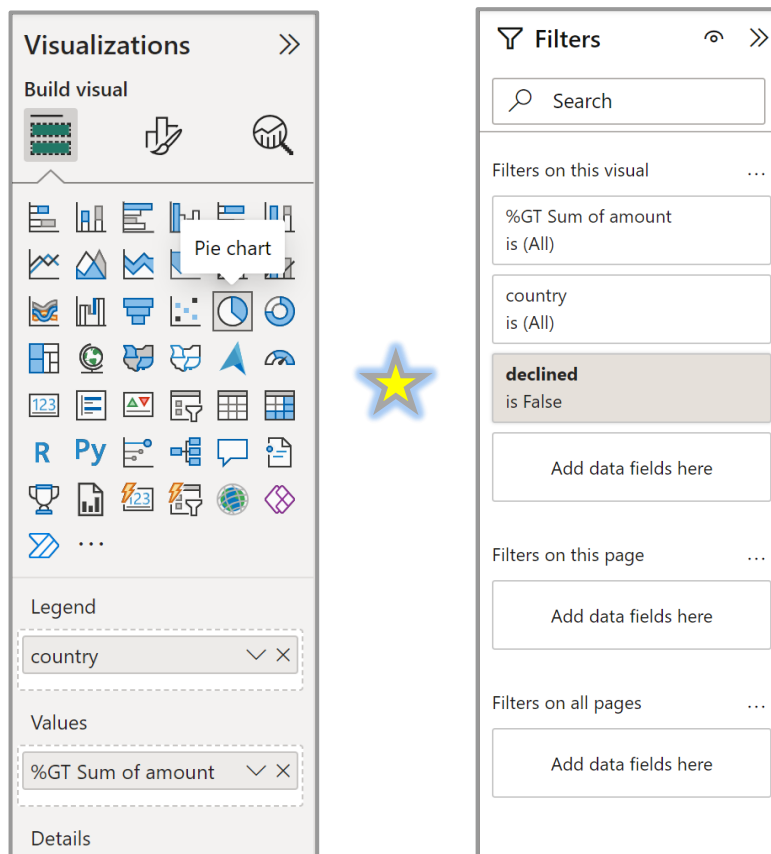 Visualizations
Build visual
Pie chart
123
R
Py
123
...
Legend
country
Values
%GT Sum of amount
Details
Filters
Search
Filters on this visual
...
%GT Sum of amount
is (All)
country
is (All)
declined
is False
Add data fields here
Filters on this page
...
Add data fields here
Filters on all pages
...
Add data fields here